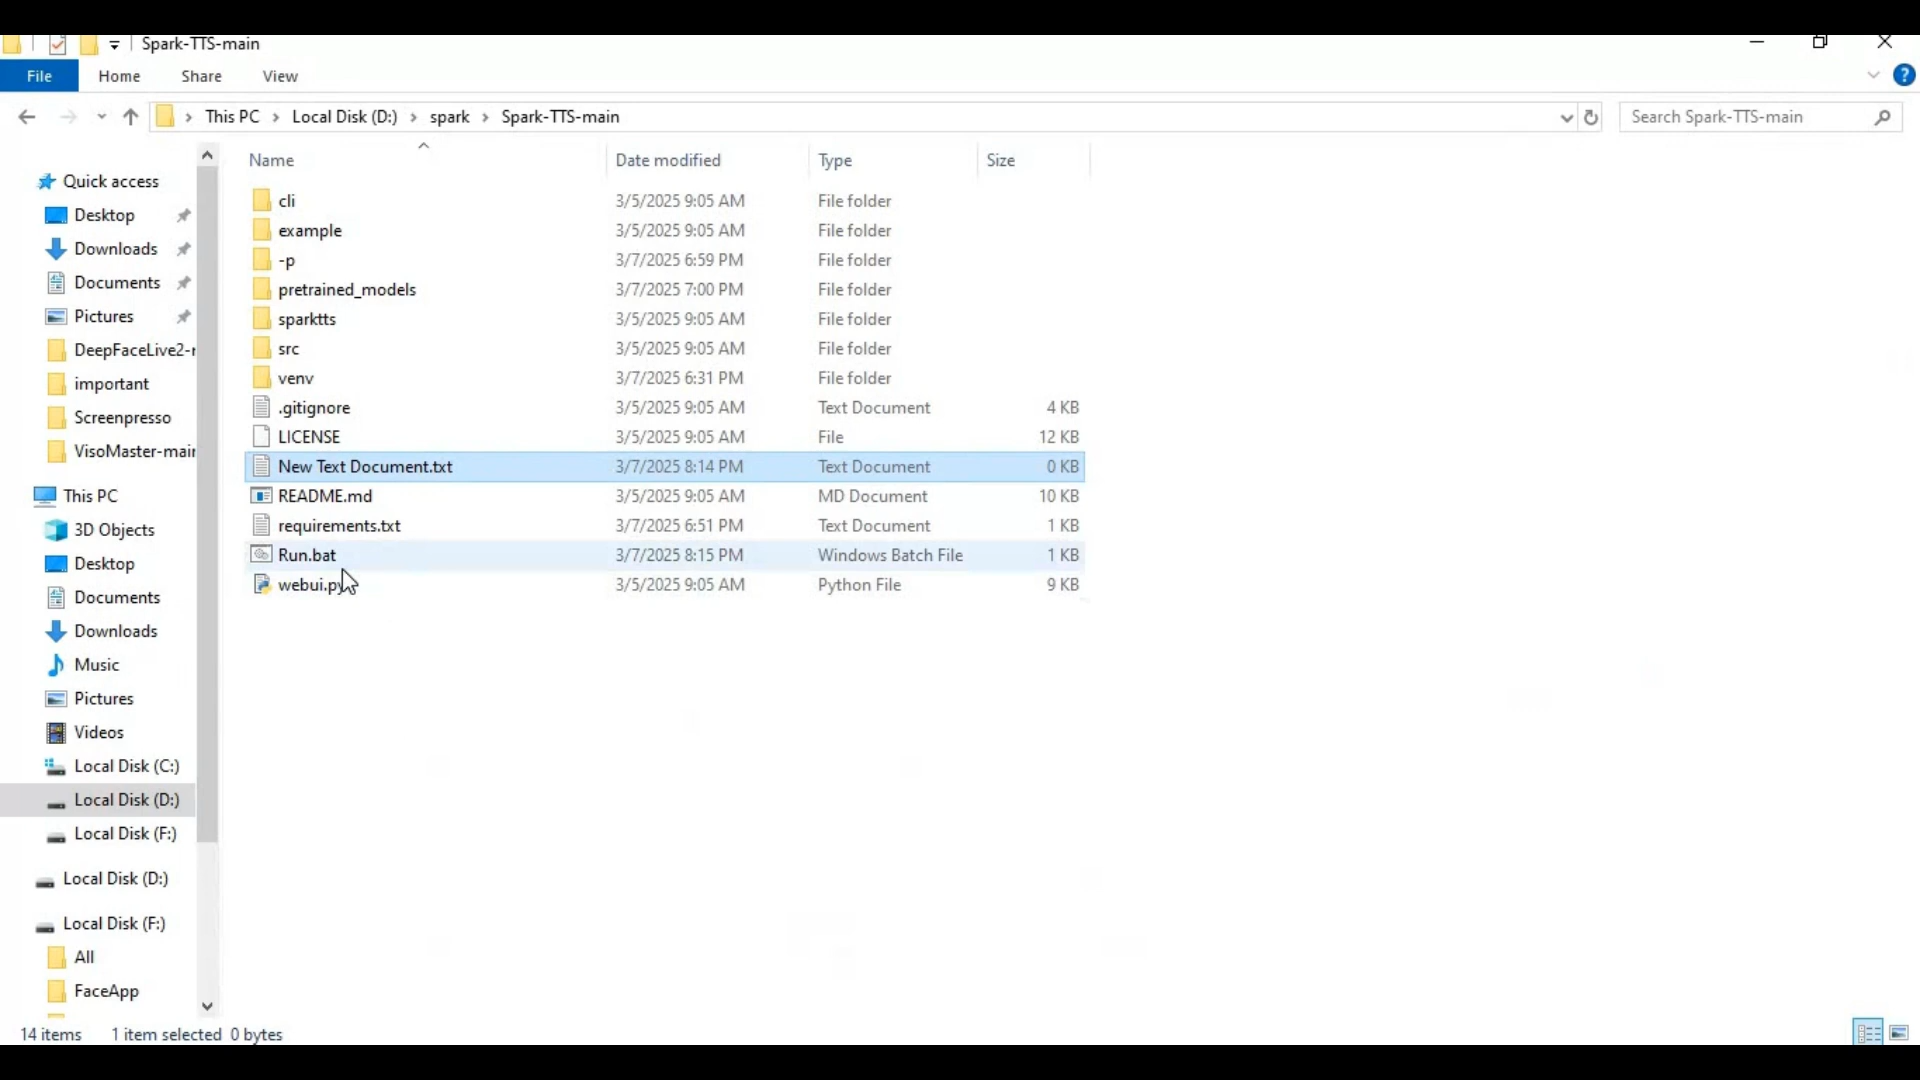 Spark-TTS-main
File Home Share View
This PC Local Disk (D:) spark Spark-TTS-main Search Spark-TTS-main
Name Date modified Type Size
Quick access
Desktop
Downloads
Documents
Pictures
DeepFaceLive2-r
important
Screenpresso
VisoMaster-mair
This PC
3D Objects
Desktop
Documents
Downloads
Music
Pictures
Videos
Local Disk (C:)
Local Disk (D:)
Local Disk (F:)
Local Disk (D:)
Local Disk (F:)
All
FaceApp
cli 3/5/2025 9:05 AM File folder
example 3/5/2025 9:05 AM File folder
-p 3/7/2025 6:59 PM File folder
pretrained_models 3/7/2025 7:00 PM File folder
sparktts 3/5/2025 9:05 AM File folder
src 3/5/2025 9:05 AM File folder
venv 3/7/2025 6:31 PM File folder
.gitignore 3/5/2025 9:05 AM Text Document 4 KB
LICENSE 3/5/2025 9:05 AM File 12 KB
New Text Document.txt 3/7/2025 8:14 PM Text Document 0 KB
README.md 3/5/2025 9:05 AM MD Document 10 KB
requirements.txt 3/7/2025 6:51 PM Text Document 1 KB
Run.bat 3/7/2025 8:15 PM Windows Batch File 1 KB
webui.py 3/5/2025 9:05 AM Python File 9 KB
14 items 1 item selected 0 bytes